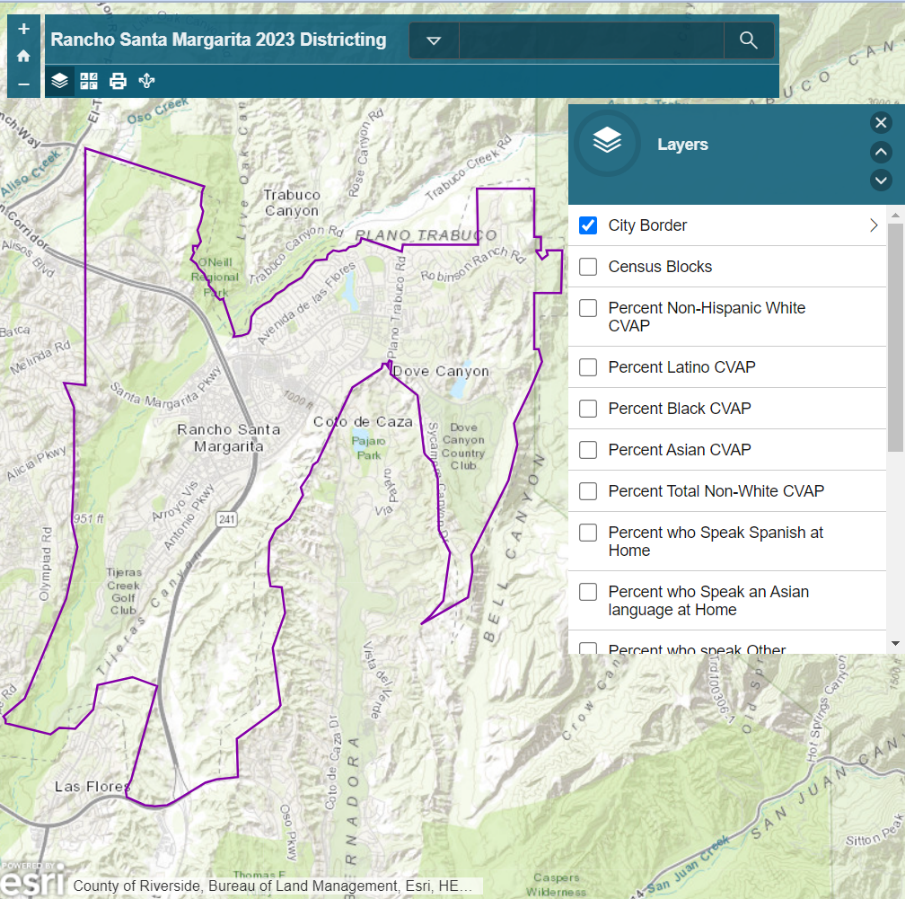 Rancho Santa Margarita 2023 Districting
Layers
City Border
Census Blocks
Percent Non-Hispanic White
CVAP
Percent Latino CVAP
Percent Black CVAP
Percent Asian CVAP
Percent Total Non-White CVAP
Percent who Speak Spanish at
Home
Percent who Speak an Asian
language at Home
Percent who speak Other
Oso Creek
Aliso Creek
Corridor
Alisos Blvd
Melinda Rd
Santa Margarita Pkwy
Alicia Pkwy
Olympiad Rd
951 ft
Arroyo Vis
Antonio Pkwy
Tijeras
Creek
Golf
Club
Tijeras Canyon
241
Rancho Santa
Margarita
1000 ft
Live Oak Can
ONeill
Regional
Park
Trabuco
Canyon
Rose Canyon Rd
Trabuco Creek Rd
Trabuco Canyon Rd
PLANO TRABUCO
Robinson Ranch Rd
Avenida de las Flores
Plano Trabuco Rd
Dove Canyon
Coto de Caza
Pajaro
Park
Via Pajaro
Dove
Canyon
Country
Club
BELL CANYON
Vista del Verde
Coto de Caza Dr
Crow Can
Hot Springs Canyon
SAN JUAN CAN
Sitton Peak
San Juan Creek
Caspers
Wilderness
Las Flores
Oso Pkwy
Thomas F
POWERED BY
esri
County of Riverside, Bureau of Land Management, Esri, HE...